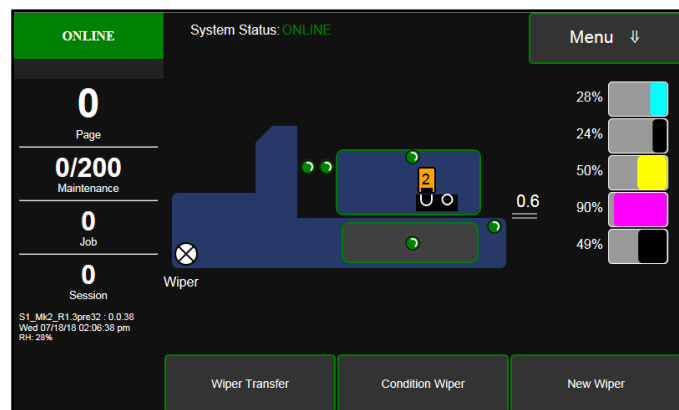 ONLINE
System Status: ONLINE
Menu ⇓
0
Page
0/200
Maintenance
0
Job
0
Session
S1_Mk2_R1.3pre32 : 0.0.38
Wed 07/18/18 02:06:38 pm
RH: 28%
2
0.6
Wiper
28%
24%
50%
90%
49%
Wiper Transfer
Condition Wiper
New Wiper